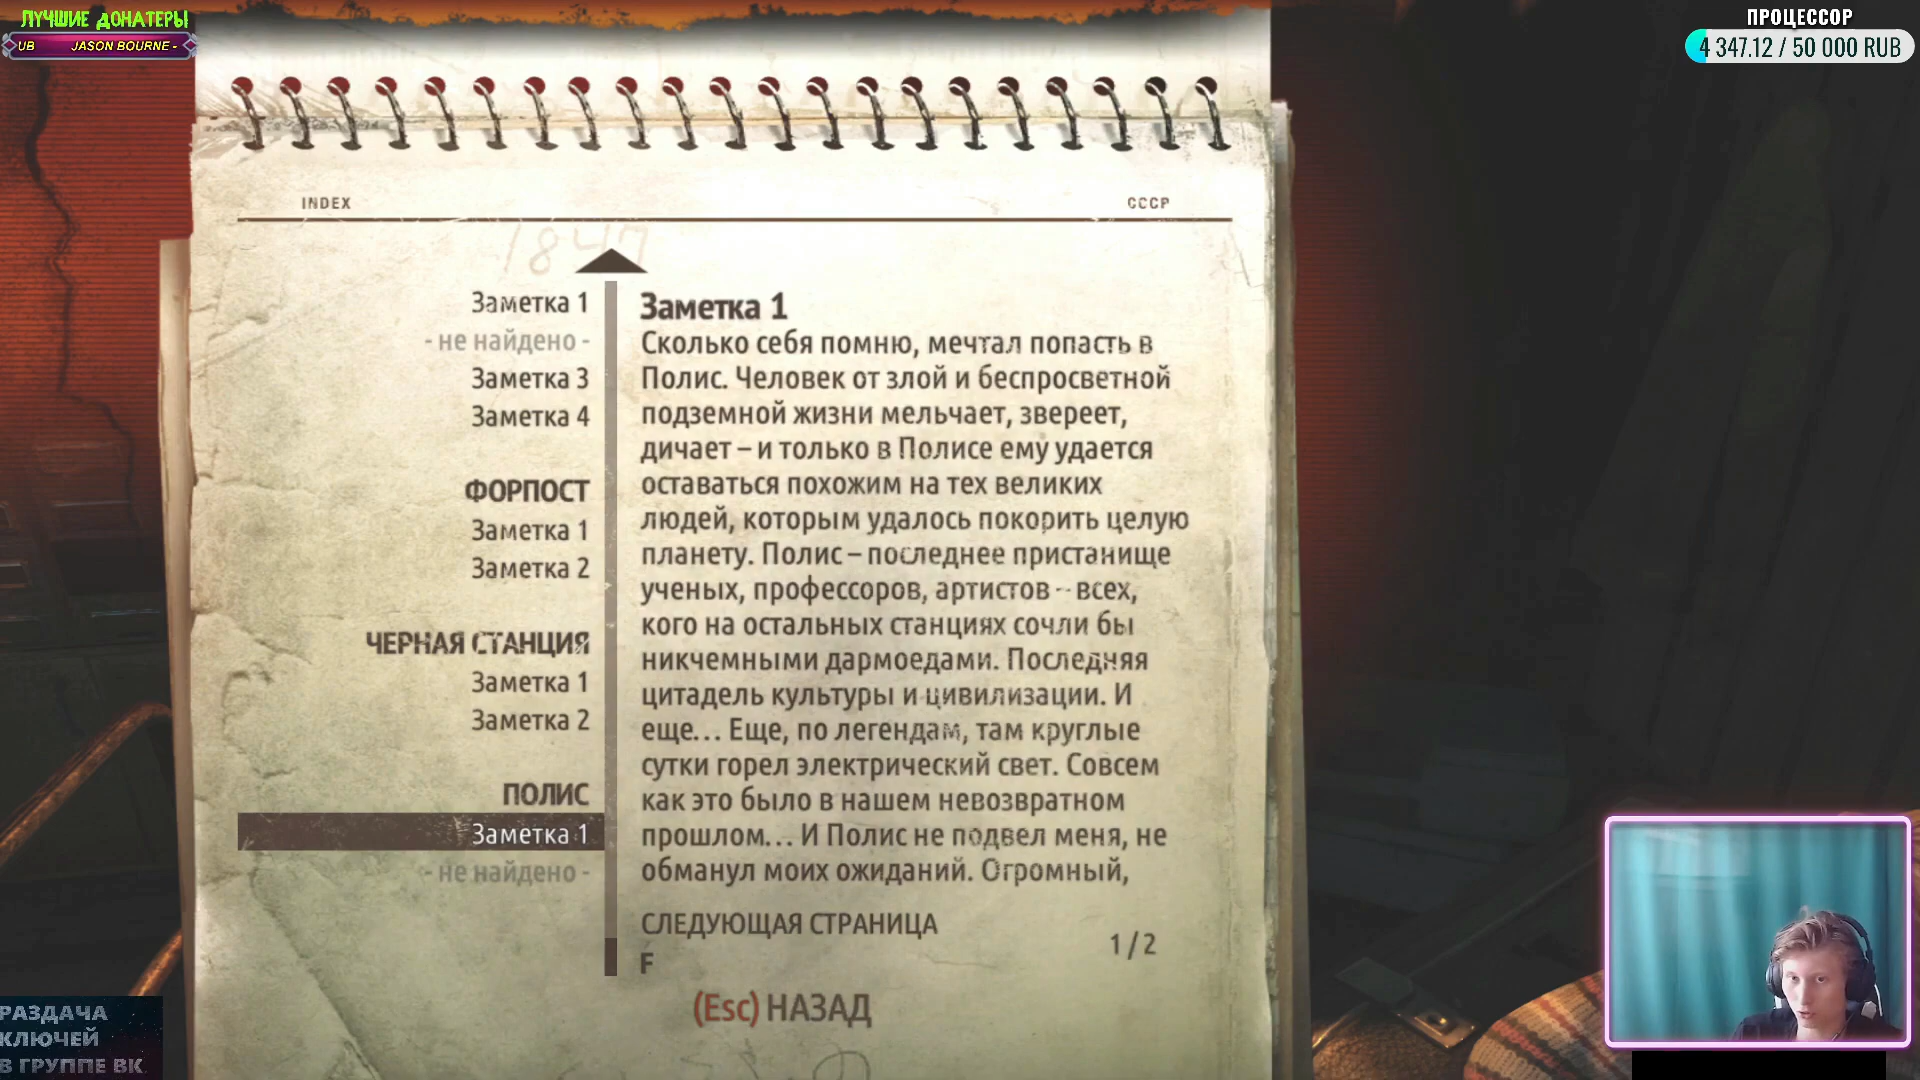 ЛУЧШИЕ ДОНАТЕРЫ
UB JASON BOURNE -
ПРОЦЕССОР
4 347.12 / 50 000 RUB
INDEX
СССР
Заметка 1
- не найдено -
Заметка 3
Заметка 4
ФОРПОСТ
Заметка 1
Заметка 2
ЧЕРНАЯ СТАНЦИЯ
Заметка 1
Заметка 2
ПОЛИС
Заметка 1
- не найдено -
Заметка 1
Сколько себя помню, мечтал попасть в
Полис. Человек от злой и беспросветной
подземной жизни мельчает, звереет,
дичает – и только в Полисе ему удается
оставаться похожим на тех великих
людей, которым удалось покорить целую
планету. Полис – последнее пристанище
ученых, профессоров, артистов – всех,
кого на остальных станциях сочли бы
никчемными дармоедами. Последняя
цитадель культуры и цивилизации. И
еще... Еще, по легендам, там круглые
сутки горел электрический свет. Совсем
как это было в нашем невозвратном
прошлом... И Полис не подвел меня, не
обманул моих ожиданий. Огромный,
СЛЕДУЮЩАЯ СТРАНИЦА
F
1 / 2
(Esc) НАЗАД
РАЗДАЧА
КЛЮЧЕЙ
В ГРУППЕ ВК